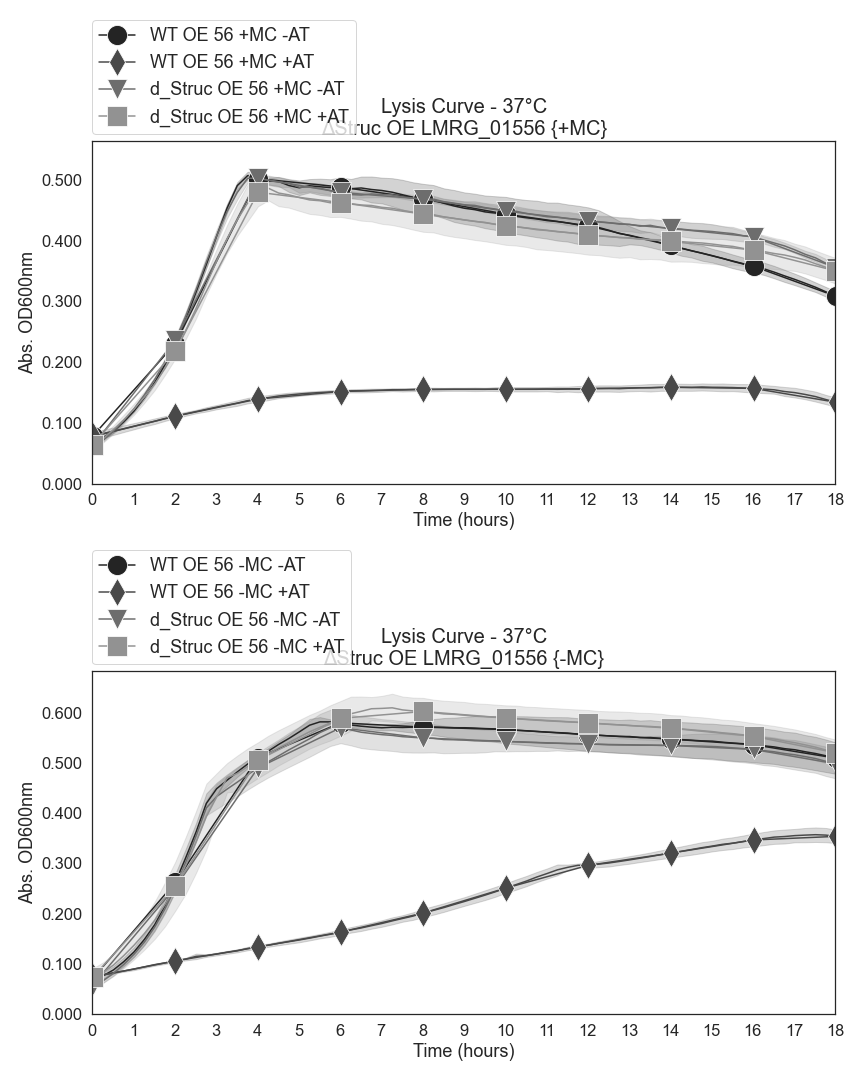 WT OE 56 +MC -AT
WT OE 56 +MC +AT
d_Struc OE 56 +MC -AT
d_Struc OE 56 +MC +AT
Lysis Curve - 37°C
ΔStruc OE LMRG_01556 {+MC}
Abs. OD600nm
0.500
0.400
0.300
0.200
0.100
0.000
0 1 2 3 4 5 6 7 8 9 10 11 12 13 14 15 16 17 18
Time (hours)
WT OE 56 -MC -AT
WT OE 56 -MC +AT
d_Struc OE 56 -MC -AT
d_Struc OE 56 -MC +AT
Lysis Curve - 37°C
ΔStruc OE LMRG_01556 {-MC}
Abs. OD600nm
0.600
0.500
0.400
0.300
0.200
0.100
0.000
0 1 2 3 4 5 6 7 8 9 10 11 12 13 14 15 16 17 18
Time (hours)